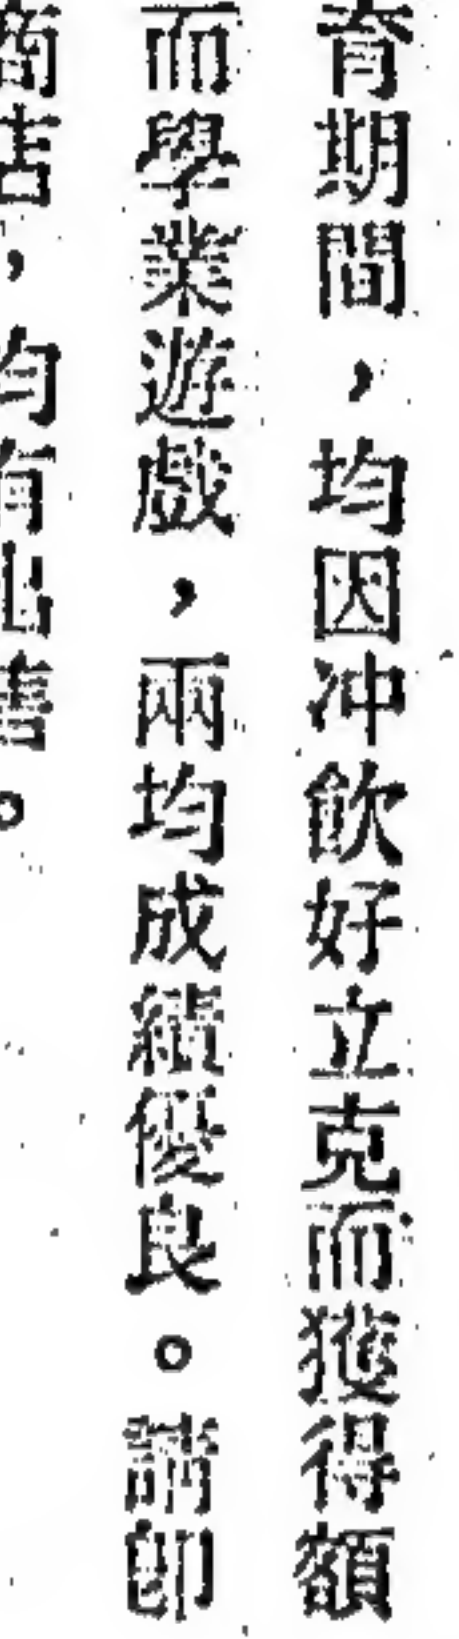 育期間，均因冲飲好立克而獲得額
而學業遊戲，兩均成績優良。請即
商店，均有出售。